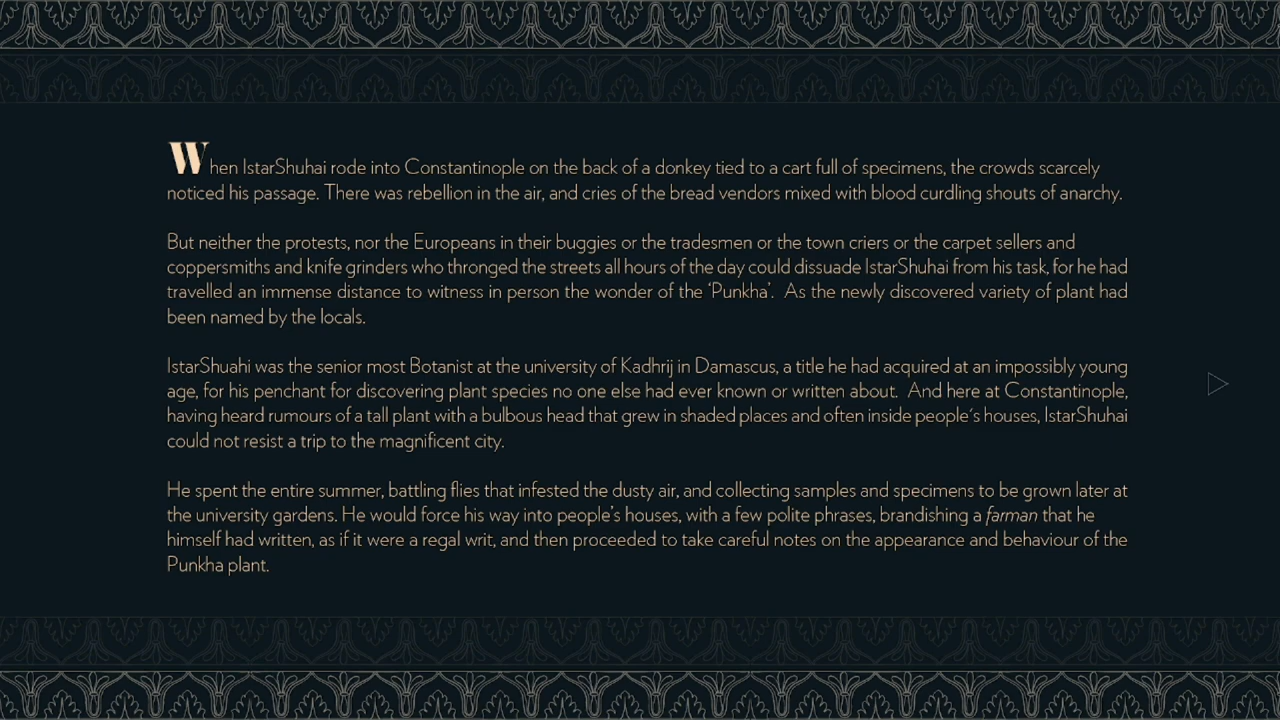 When IstarShuhai rode into Constantinople on the back of a donkey tied to a cart full of specimens, the crowds scarcely
noticed his passage. There was rebellion in the air, and cries of the bread vendors mixed with blood curdling shouts of anarchy.
But neither the protests, nor the Europeans in their buggies or the tradesmen or the town criers or the carpet sellers and
coppersmiths and knife grinders who thronged the streets all hours of the day could dissuade IstarShuhai from his task, for he had
travelled an immense distance to witness in person the wonder of the ‘Punkha’.  As the newly discovered variety of plant had
been named by the locals.
IstarShuahi was the senior most Botanist at the university of Kadhrij in Damascus, a title he had acquired at an impossibly young
age, for his penchant for discovering plant species no one else had ever known or written about.  And here at Constantinople,
having heard rumours of a tall plant with a bulbous head that grew in shaded places and often inside people's houses, IstarShuhai
could not resist a trip to the magnificent city.
He spent the entire summer, battling flies that infested the dusty air, and collecting samples and specimens to be grown later at
the university gardens. He would force his way into people’s houses, with a few polite phrases, brandishing a farman that he
himself had written, as if it were a regal writ, and then proceeded to take careful notes on the appearance and behaviour of the
Punkha plant.